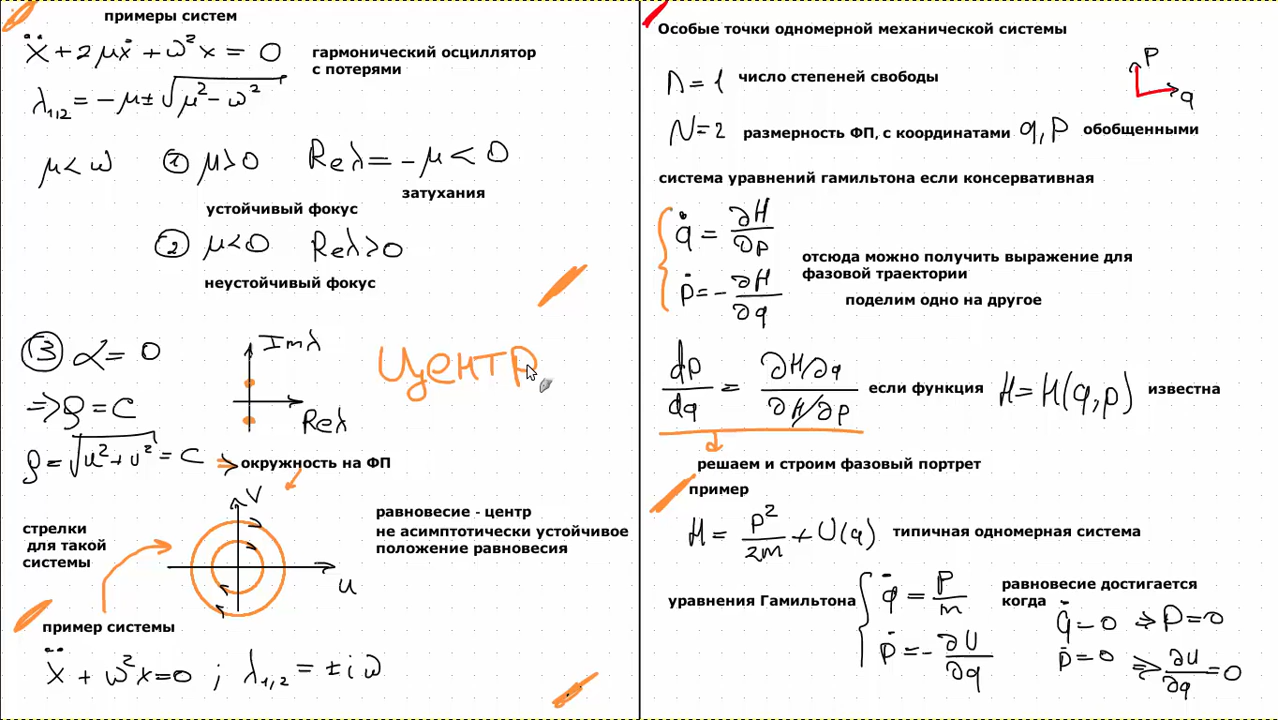 примеры систем
ẍ + 2μẋ + ω²x = 0
гармонический осциллятор
с потерями
λ₁,₂ = -μ ± √(μ² - ω²)
μ < ω ① μ > 0 Reλ = -μ < 0
затухания
устойчивый фокус
② μ < 0 Reλ > 0
неустойчивый фокус
③ α = 0
Imλ
Reλ
центр
=> ρ = C
ρ = √(u² + v²) = C
окружность на ФП
V
u
равновесие - центр
не асимптотически устойчивое
положение равновесия
стрелки
для такой
системы
пример системы
ẍ + ω²x = 0 ; λ₁,₂ = ± iω
Особые точки одномерной механической системы
n = 1 число степеней свободы
p
q
N = 2 размерность ФП, с координатами q, p обобщенными
система уравнений гамильтона если консервативная
q̇ = ∂H/∂p
ṗ = - ∂H/∂q
отсюда можно получить выражение для
фазовой траектории
поделим одно на другое
dp/dq = ∂H/∂q / ∂H/∂p если функция H = H(q,p) известна
решаем и строим фазовый портрет
пример
H = p²/2m + U(q) типичная одномерная система
уравнения Гамильтона
q̇ = p/m
ṗ = - ∂U/∂q
равновесие достигается
когда
q̇ = 0 => p = 0
ṗ = 0 => ∂U/∂q = 0